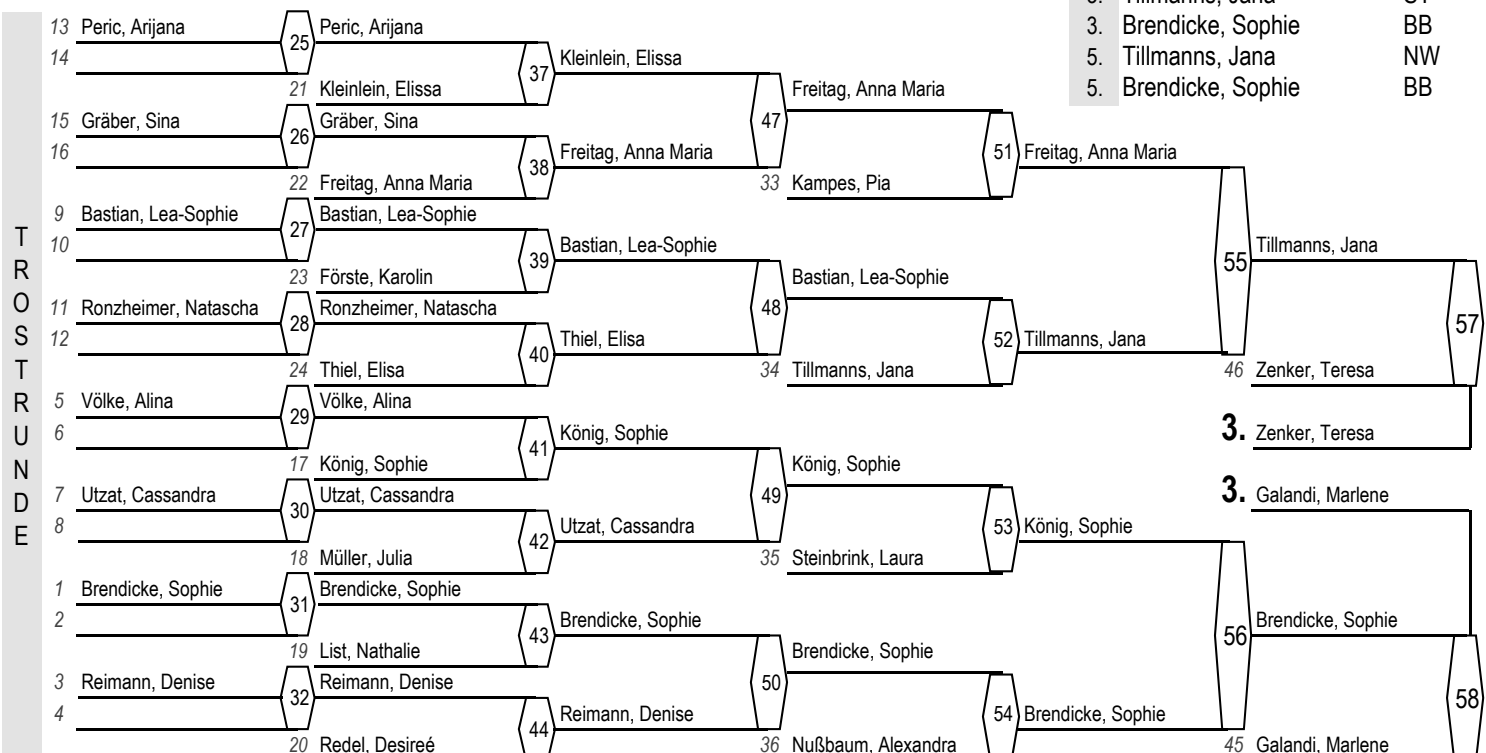 3. Brendicke, Sophie BB
5. Tillmanns, Jana NW
5. Brendicke, Sophie BB
TROSTRUNDE
13 Peric, Arijana
14
15 Gräber, Sina
16
9 Bastian, Lea-Sophie
10
11 Ronzheimer, Natascha
12
5 Völke, Alina
6
7 Utzat, Cassandra
8
1 Brendicke, Sophie
2
3 Reimann, Denise
4
25
26
27
28
29
30
31
32
Peric, Arijana
21 Kleinlein, Elissa
Gräber, Sina
22 Freitag, Anna Maria
Bastian, Lea-Sophie
23 Förste, Karolin
Ronzheimer, Natascha
24 Thiel, Elisa
Völke, Alina
17 König, Sophie
Utzat, Cassandra
18 Müller, Julia
Brendicke, Sophie
19 List, Nathalie
Reimann, Denise
20 Redel, Desireé
37
38
39
40
41
42
43
44
Kleinlein, Elissa
Freitag, Anna Maria
Bastian, Lea-Sophie
Thiel, Elisa
König, Sophie
Utzat, Cassandra
Brendicke, Sophie
Reimann, Denise
47
48
49
50
Freitag, Anna Maria
33 Kampes, Pia
Bastian, Lea-Sophie
34 Tillmanns, Jana
König, Sophie
35 Steinbrink, Laura
Brendicke, Sophie
36 Nußbaum, Alexandra
51
52
53
54
Freitag, Anna Maria
Tillmanns, Jana
König, Sophie
Brendicke, Sophie
55
56
Tillmanns, Jana
46 Zenker, Teresa
3. Zenker, Teresa
3. Galandi, Marlene
Brendicke, Sophie
45 Galandi, Marlene
57
58